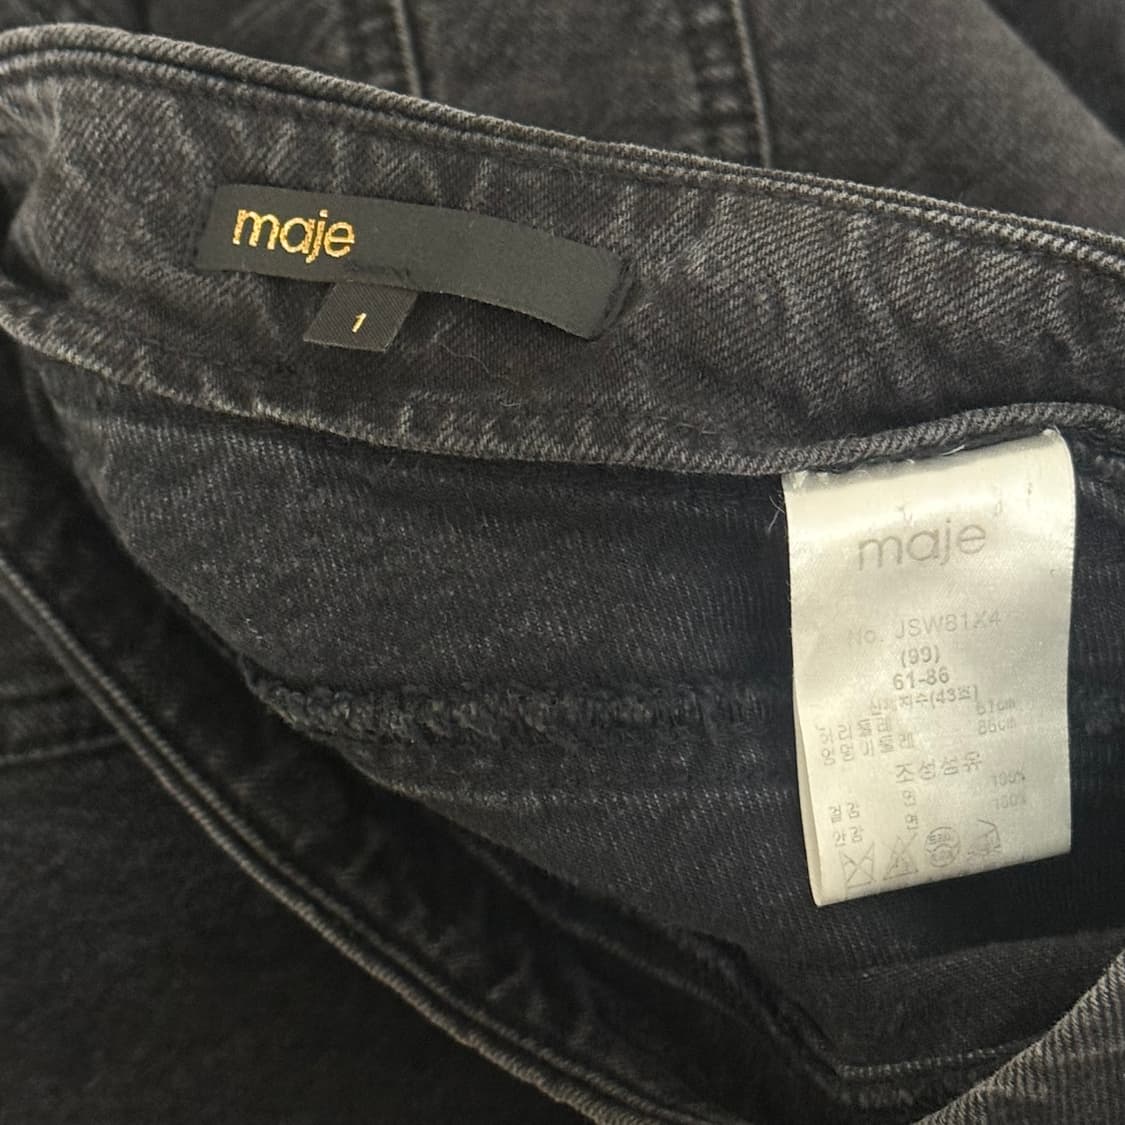 maje
1
maje
No. JSW81X4
(99)
61-86
신체치수(43호)
허리둘레 61cm
엉덩이둘레 86cm
조성섬유
겉감 면 100%
안감 면 100%